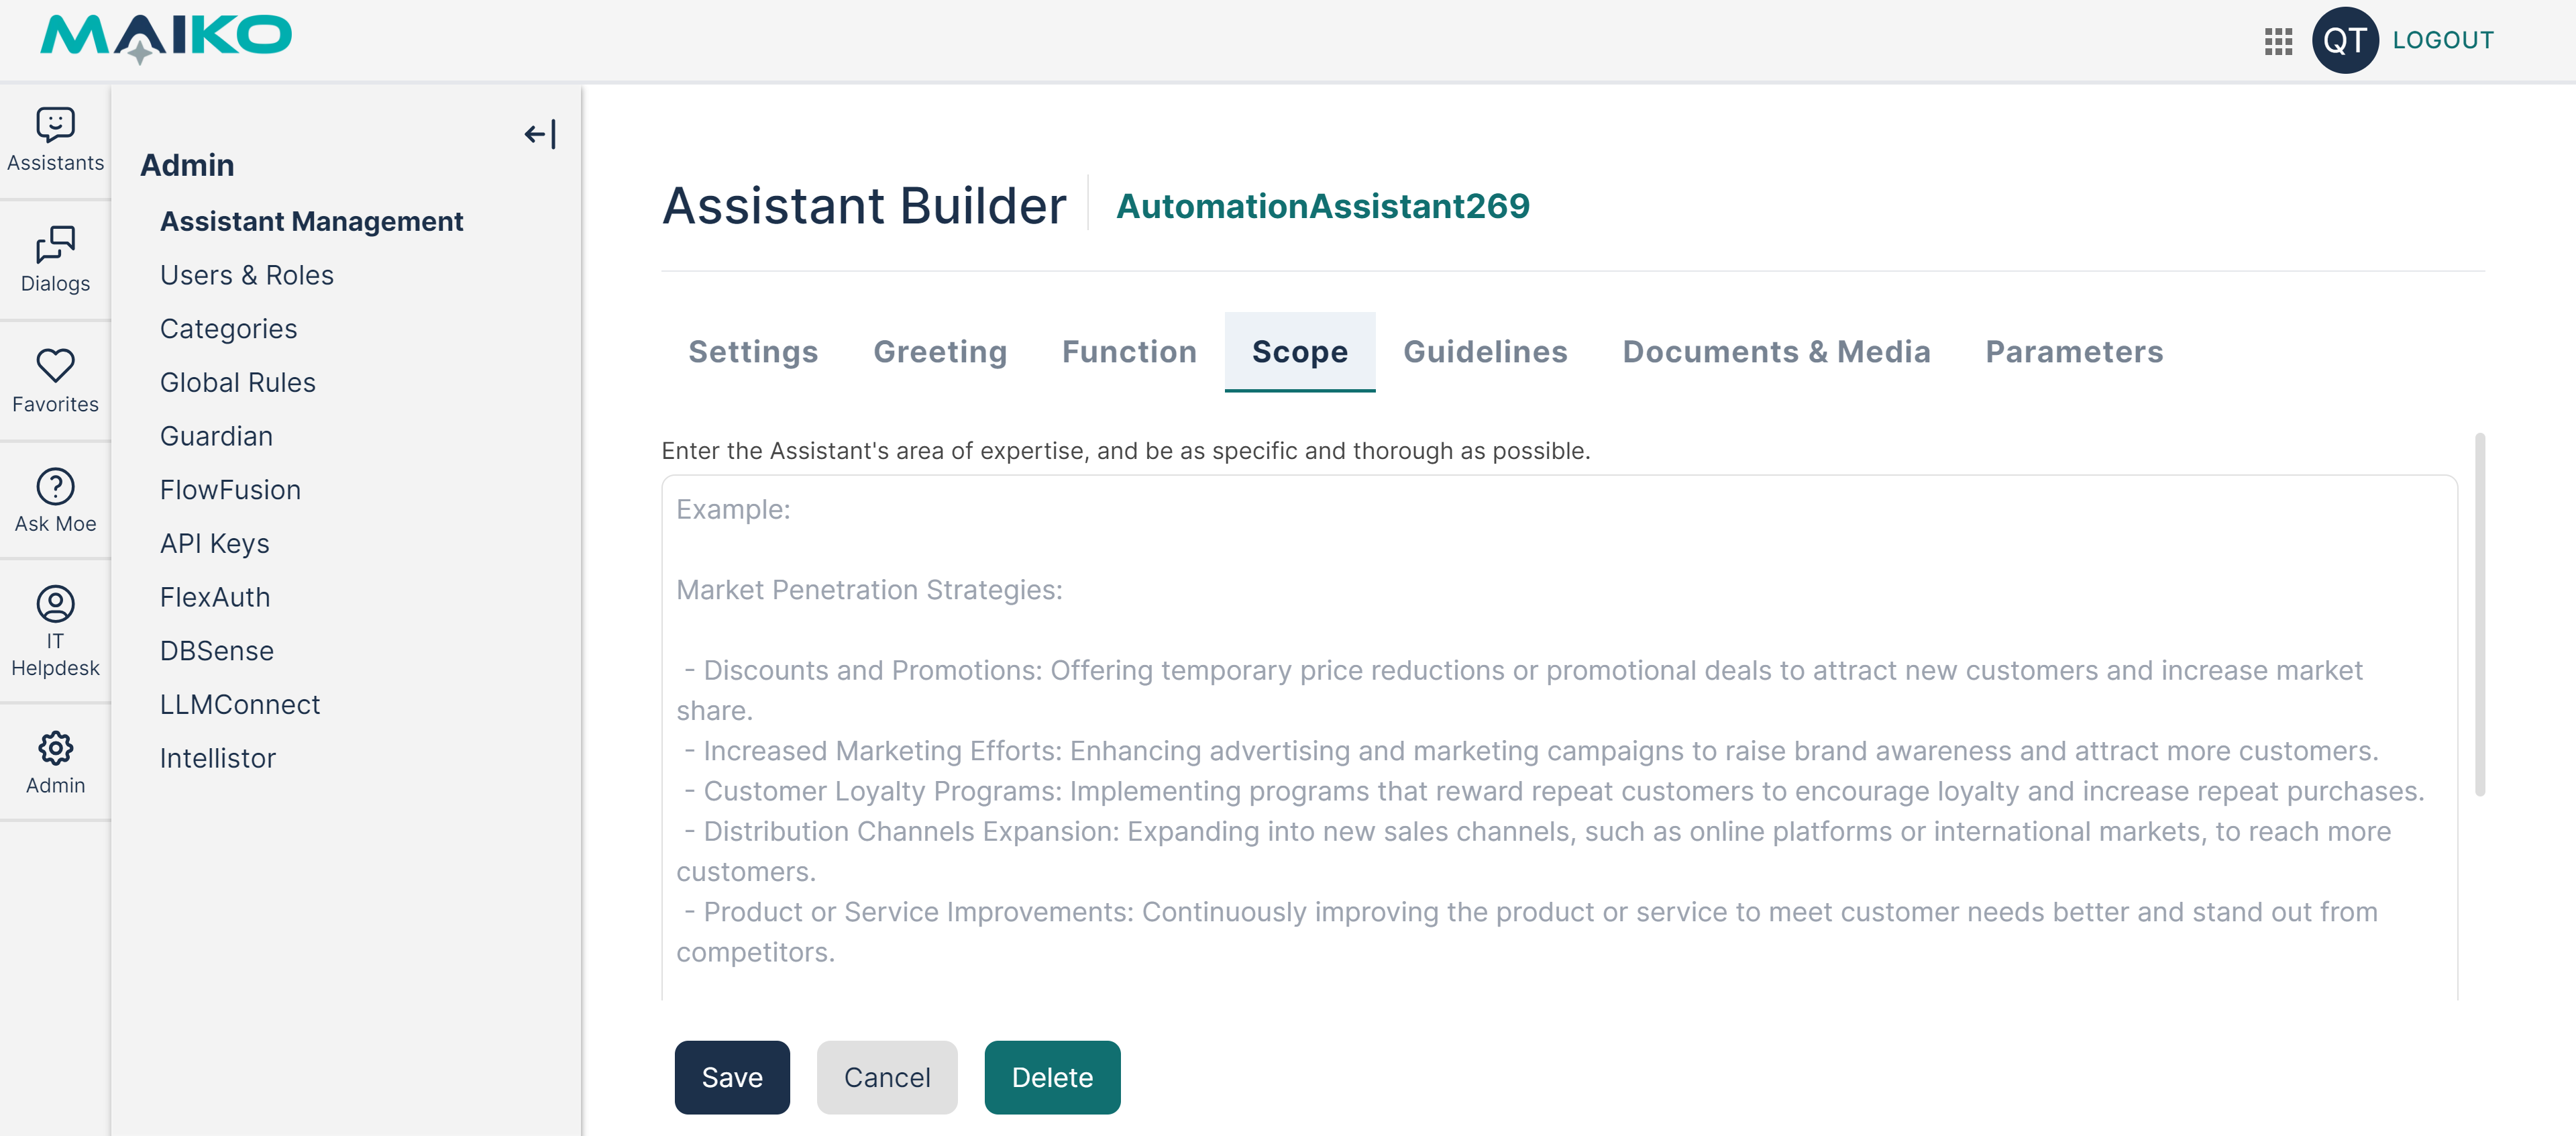 MAIKO
QT
LOGOUT
Assistants
Dialogs
Favorites
Ask Moe
IT
Helpdesk
Admin
Admin
Assistant Management
Users & Roles
Categories
Global Rules
Guardian
FlowFusion
API Keys
FlexAuth
DBSense
LLMConnect
Intellistor
Assistant Builder
AutomationAssistant269
Settings
Greeting
Function
Scope
Guidelines
Documents & Media
Parameters
Enter the Assistant's area of expertise, and be as specific and thorough as possible.
Example:
Market Penetration Strategies:
- Discounts and Promotions: Offering temporary price reductions or promotional deals to attract new customers and increase market
share.
- Increased Marketing Efforts: Enhancing advertising and marketing campaigns to raise brand awareness and attract more customers.
- Customer Loyalty Programs: Implementing programs that reward repeat customers to encourage loyalty and increase repeat purchases.
- Distribution Channels Expansion: Expanding into new sales channels, such as online platforms or international markets, to reach more
customers.
- Product or Service Improvements: Continuously improving the product or service to meet customer needs better and stand out from
competitors.
Save
Cancel
Delete